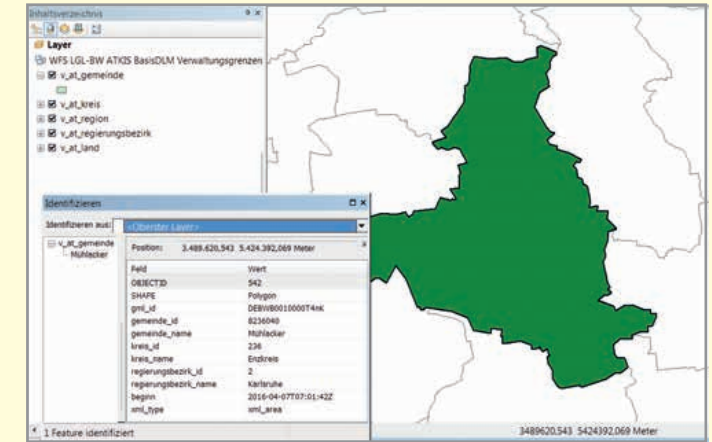 Inhaltsverzeichnis
Layer
WFS LGL-BW ATKIS BasisDLM Verwaltungsgrenzen
v_at_gemeinde
v_at_kreis
v_at_region
v_at_regierungsbezirk
v_at_land
Identifizieren
Identifizieren aus: <Oberster Layer>
v_at_gemeinde
Mühlacker
Position: 3.489.620,543 5.424.392,069 Meter
Feld Wert
OBJECTID 542
SHAPE Polygon
gml_id DEBWB0010000T4nK
gemeinde_id 8236040
gemeinde_name Mühlacker
kreis_id 236
kreis_name Enzkreis
regierungsbezirk_id 2
regierungsbezirk_name Karlsruhe
beginn 2016-04-07T07:01:42Z
xml_type xml_area
1 Feature identifiziert
3489620,543 5424392,069 Meter